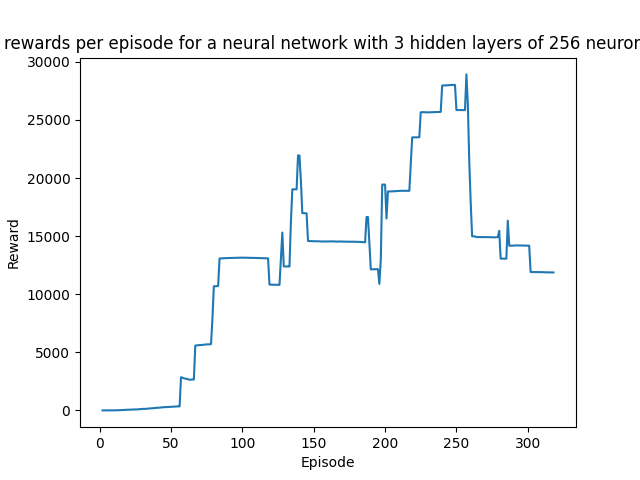 rewards per episode for a neural network with 3 hidden layers of 256 neuron
30000
25000
20000
15000
10000
5000
0
Reward
0 50 100 150 200 250 300
Episode